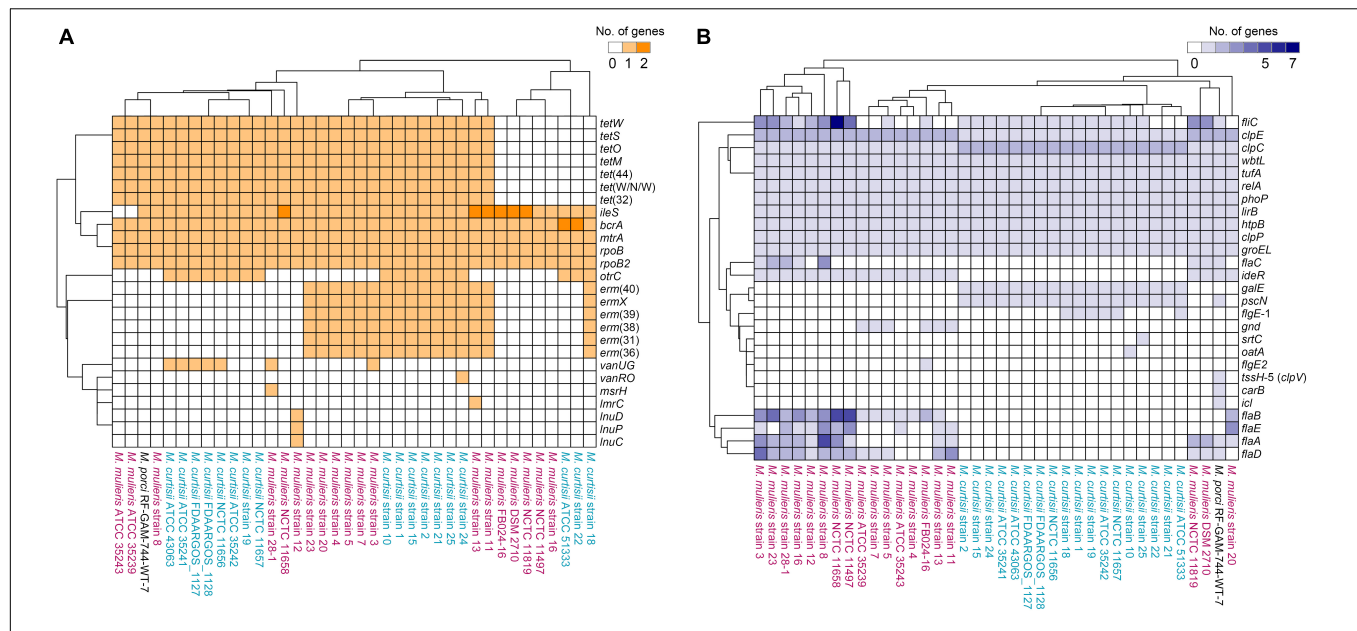 A
No. of genes
0 1 2
tetW
tetS
tetO
tetM
tet(44)
tet(W/N/W)
tet(32)
ileS
bcrA
mtrA
rpoB
rpoB2
otrC
erm(40)
ermX
erm(39)
erm(38)
erm(31)
erm(36)
vanUG
vanRO
msrH
lmrC
lnuD
lnuP
lnuC
M. mulieris ATCC 35243
M. mulieris ATCC 35239
M. porci RF-GAM-744-WT-7
M. mulieris strain 8
M. curtisii ATCC 43063
M. curtisii ATCC 35241
M. curtisii FDAARGOS_1127
M. curtisii FDAARGOS_1128
M. curtisii NCTC 11656
M. curtisii ATCC 35242
M. curtisii strain 19
M. curtisii NCTC 11657
M. mulieris strain 28-1
M. mulieris NCTC 11658
M. mulieris strain 12
M. mulieris strain 23
M. mulieris strain 20
M. mulieris strain 4
M. mulieris strain 5
M. mulieris strain 7
M. mulieris strain 3
M. curtisii strain 10
M. curtisii strain 1
M. curtisii strain 15
M. curtisii strain 2
M. curtisii strain 21
M. curtisii strain 25
M. curtisii strain 24
M. mulieris strain 13
M. mulieris strain 11
M. mulieris FB024-16
M. mulieris DSM 2710
M. mulieris NCTC 11819
M. mulieris NCTC 11497
M. mulieris strain 16
M. curtisii ATCC 51333
M. curtisii strain 22
M. curtisii strain 18
B
No. of genes
0 5 7
fliC
clpE
clpC
wbtL
tufA
relA
phoP
lirB
htpB
clpP
groEL
flaC
ideR
galE
pscN
flgE-1
gnd
srtC
oatA
flgE2
tssH-5 (clpV)
carB
icl
flaB
flaE
flaA
flaD
M. mulieris strain 3
M. mulieris strain 23
M. mulieris strain 28-1
M. mulieris strain 16
M. mulieris strain 12
M. mulieris strain 8
M. mulieris NCTC 11658
M. mulieris NCTC 11497
M. mulieris ATCC 35239
M. mulieris strain 7
M. mulieris strain 5
M. mulieris ATCC 35243
M. mulieris strain 4
M. mulieris FB024-16
M. mulieris strain 13
M. mulieris strain 11
M. curtisii strain 2
M. curtisii strain 15
M. curtisii strain 24
M. curtisii ATCC 35241
M. curtisii ATCC 43063
M. curtisii FDAARGOS_1127
M. curtisii FDAARGOS_1128
M. curtisii NCTC 11656
M. curtisii strain 18
M. curtisii strain 1
M. curtisii strain 19
M. curtisii ATCC 35242
M. curtisii NCTC 11657
M. curtisii strain 10
M. curtisii strain 25
M. curtisii strain 22
M. curtisii strain 21
M. curtisii ATCC 51333
M. mulieris NCTC 11819
M. mulieris DSM 2710
M. porci RF-GAM-744-WT-7
M. mulieris strain 20